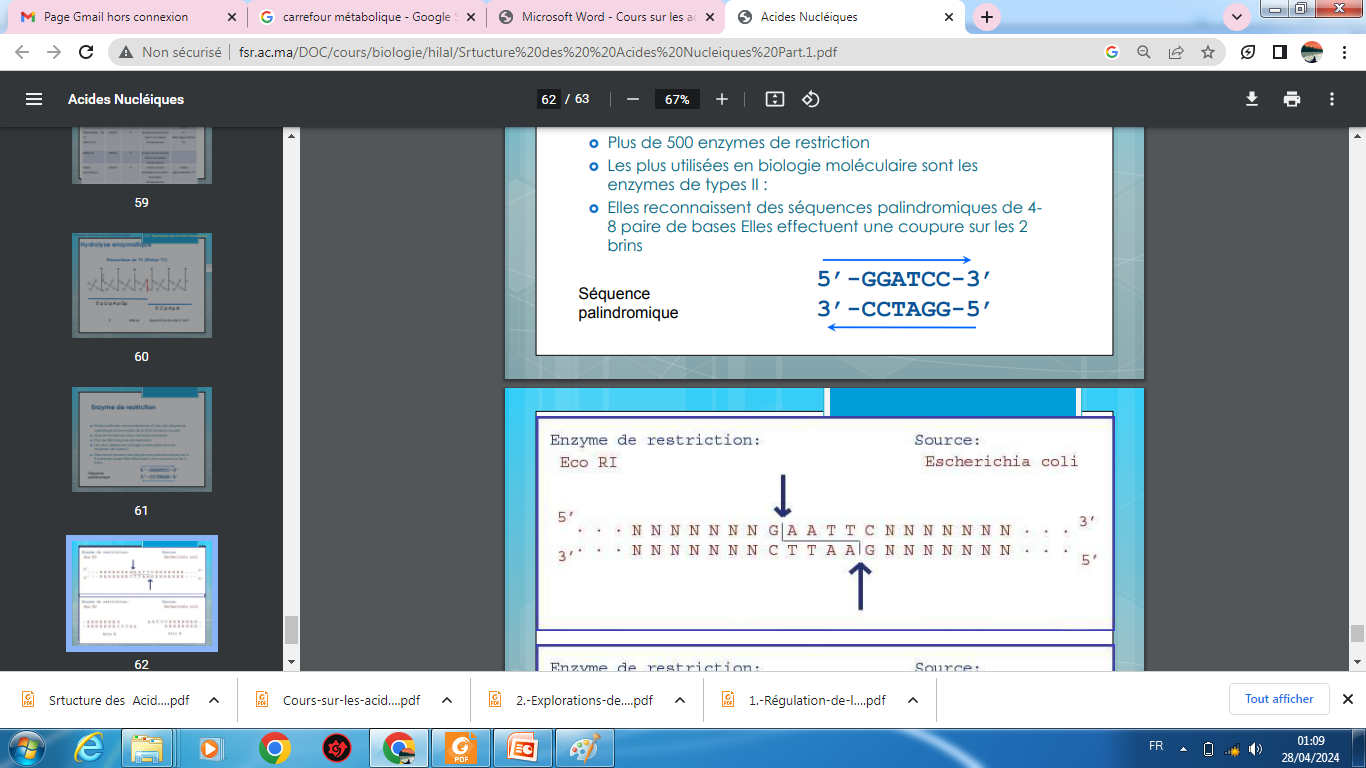 Page Gmail hors connexion
carrefour métabolique - Google S
Microsoft Word - Cours sur les ac
Acides Nucléiques
Non sécurisé | fsr.ac.ma/DOC/cours/biologie/hilal/Srtucture%20des%20%20Acides%20Nucleiques%20Part.1.pdf
Acides Nucléiques
62 / 63
67%
59
Hydrolyse enzymatique
60
Enzyme de restriction
61
62
Plus de 500 enzymes de restriction
Les plus utilisées en biologie moléculaire sont les
enzymes de types II :
Elles reconnaissent des séquences palindromiques de 4-
8 paire de bases Elles effectuent une coupure sur les 2
brins
Séquence
palindromique
5’-GGATCC-3’
3’-CCTAGG-5’
Enzyme de restriction: Source:
Eco RI Escherichia coli
5’ · · · N N N N N N N G A A T T C N N N N N N N · · · 3’
3’ · · · N N N N N N N C T T A A G N N N N N N N · · · 5’
Enzyme de restriction: Source:
Srtucture des Acid....pdf
Cours-sur-les-acid....pdf
2.-Explorations-de....pdf
1.-Régulation-de-l....pdf
Tout afficher
PDF
FR
01:09
28/04/2024